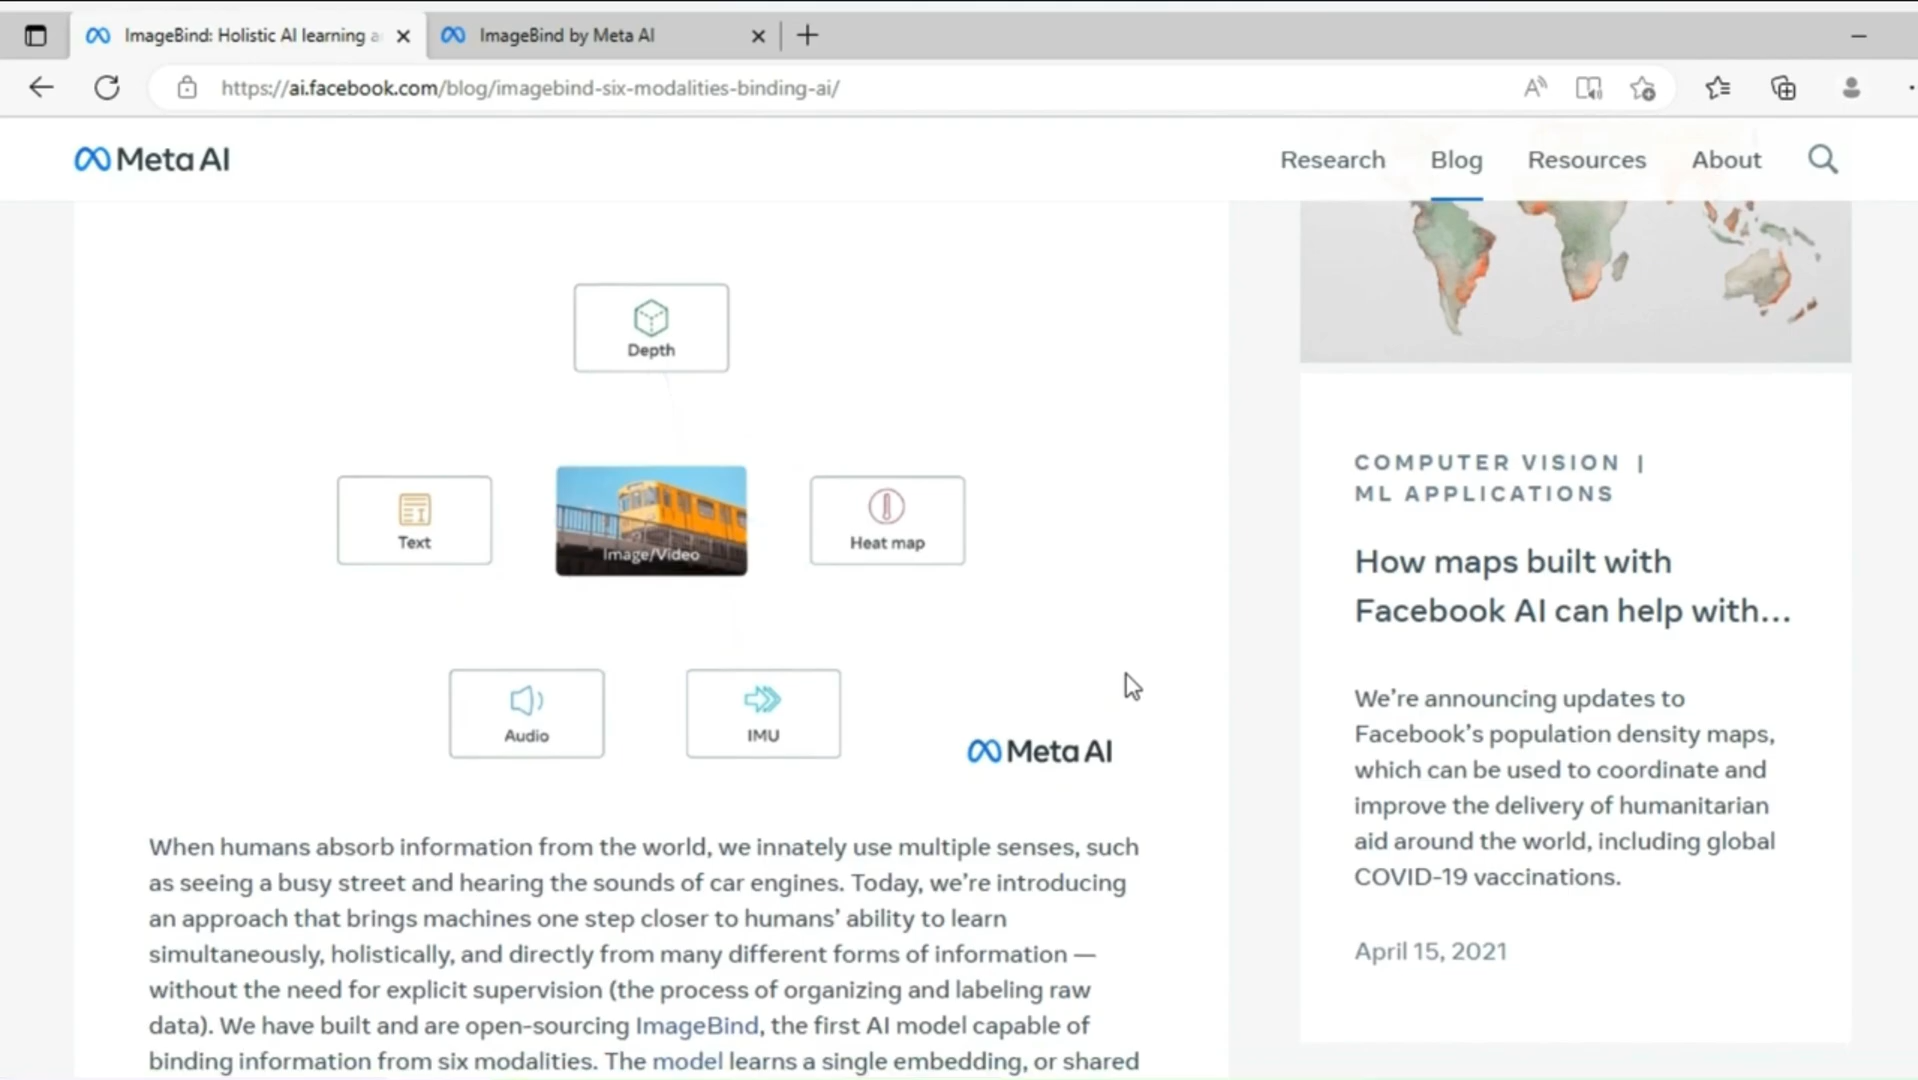 ImageBind: Holistic AI learning a
ImageBind by Meta AI
https://ai.facebook.com/blog/imagebind-six-modalities-binding-ai/
Meta AI
Research
Blog
Resources
About
Depth
Text
Image/Video
Heat map
Audio
IMU
Meta AI
When humans absorb information from the world, we innately use multiple senses, such
as seeing a busy street and hearing the sounds of car engines. Today, we’re introducing
an approach that brings machines one step closer to humans’ ability to learn
simultaneously, holistically, and directly from many different forms of information —
without the need for explicit supervision (the process of organizing and labeling raw
data). We have built and are open-sourcing ImageBind, the first AI model capable of
binding information from six modalities. The model learns a single embedding, or shared
COMPUTER VISION |
ML APPLICATIONS
How maps built with
Facebook AI can help with...
We’re announcing updates to
Facebook’s population density maps,
which can be used to coordinate and
improve the delivery of humanitarian
aid around the world, including global
COVID-19 vaccinations.
April 15, 2021